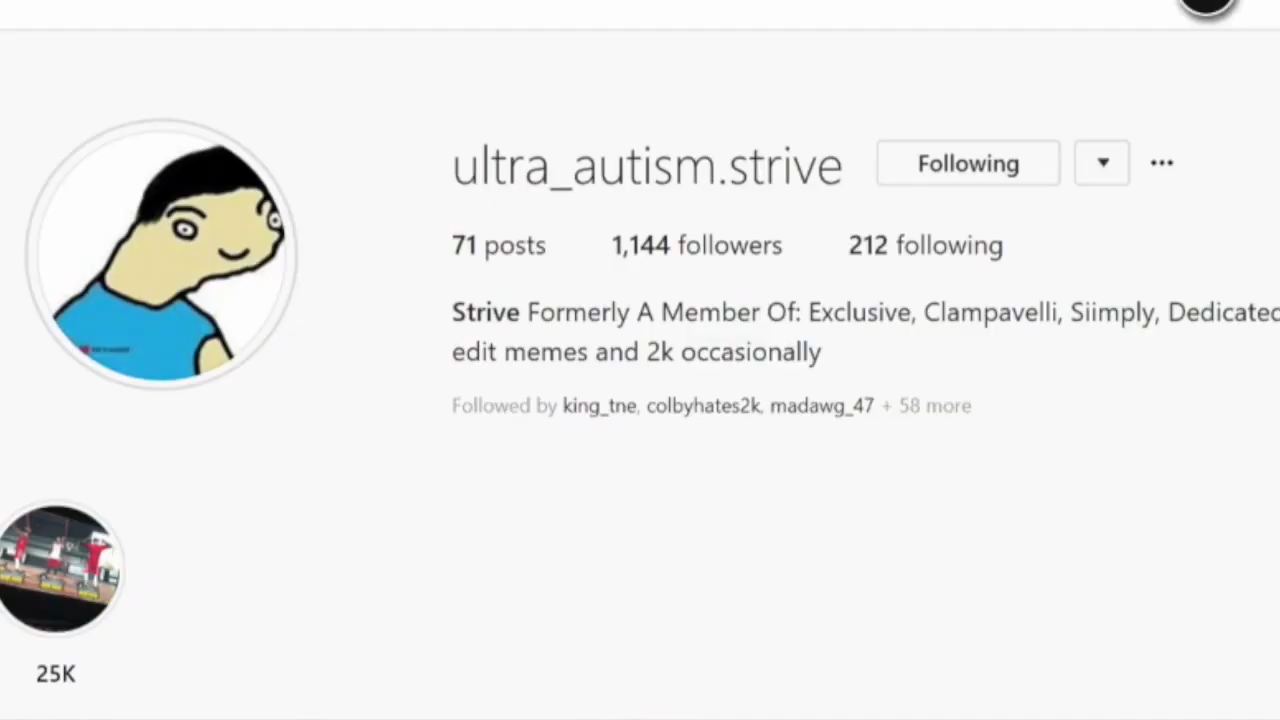 ultra_autism.strive Following
71 posts 1,144 followers 212 following
Strive Formerly A Member Of: Exclusive, Clampavelli, Siimply, Dedicated
edit memes and 2k occasionally
Followed by king_tne, colbyhates2k, madawg_47 + 58 more
25K